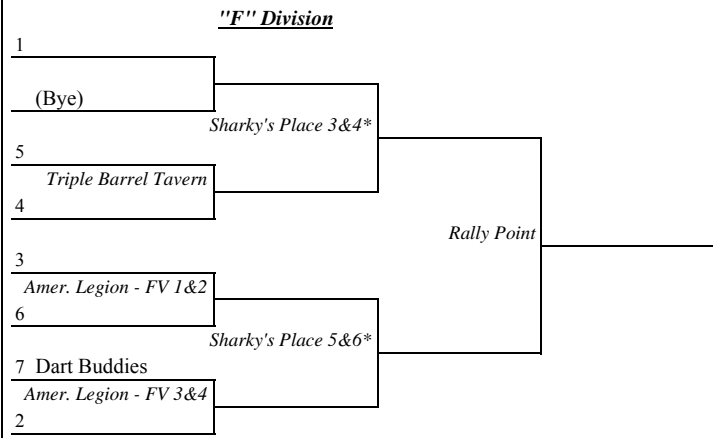 "F" Division
1
(Bye)
Sharky's Place 3&4*
5
Triple Barrel Tavern
4
Rally Point
3
Amer. Legion - FV 1&2
6
Sharky's Place 5&6*
7 Dart Buddies
Amer. Legion - FV 3&4
2